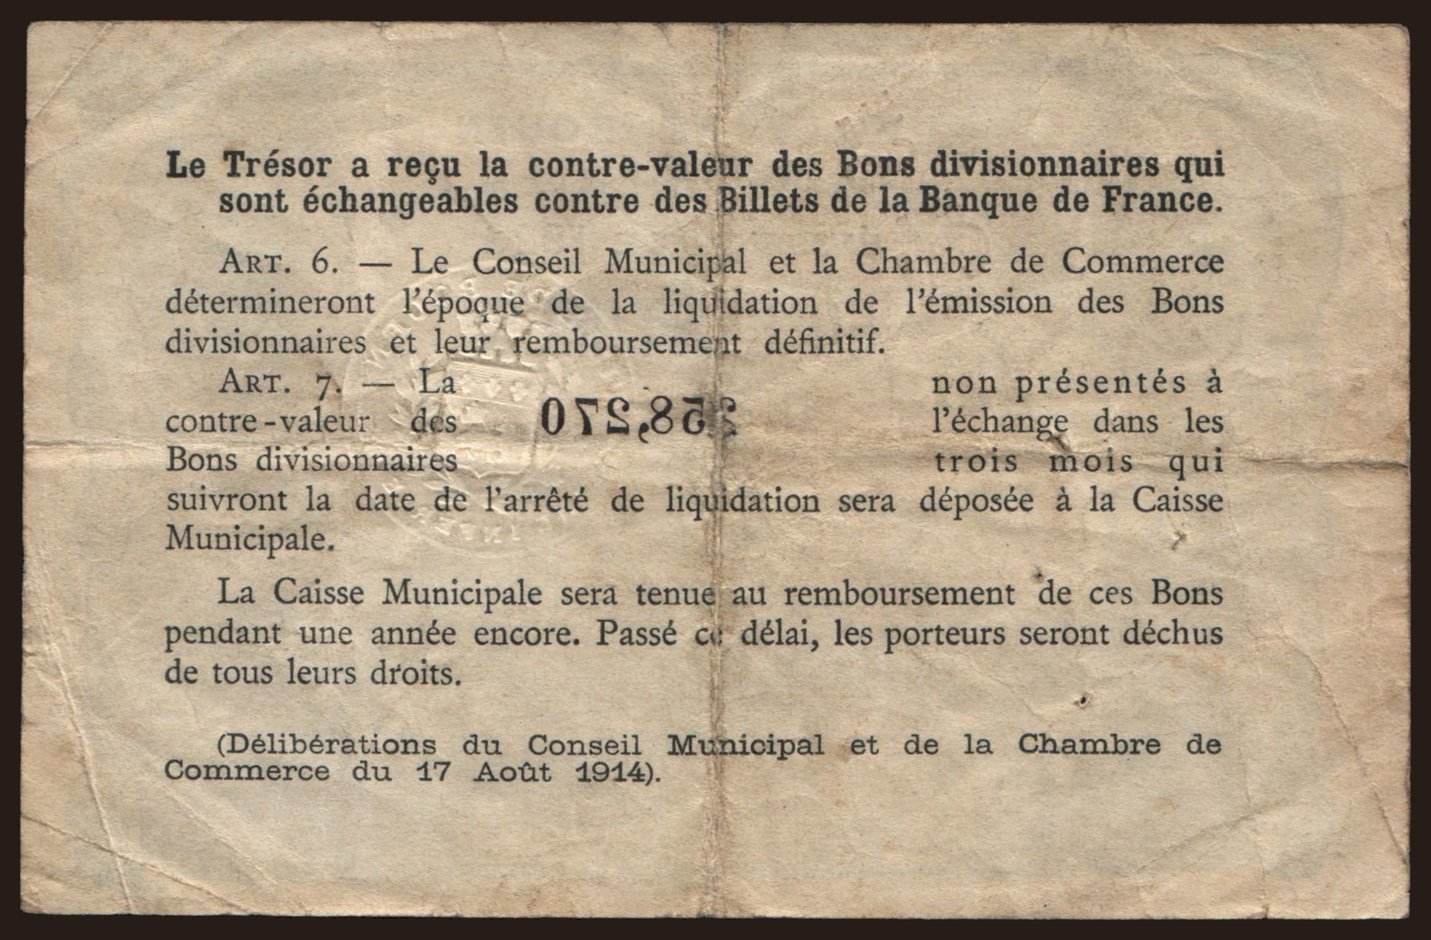 Le Trésor a reçu la contre-valeur des Bons divisionnaires qui
sont échangeables contre des Billets de la Banque de France.
ART. 6. — Le Conseil Municipal et la Chambre de Commerce
détermineront l'époque de la liquidation de l'émission des Bons
divisionnaires et leur remboursement définitif.
ART. 7. — La non présentés à
contre-valeur des 358,270 l'échange dans les
Bons divisionnaires trois mois qui
suivront la date de l'arrêté de liquidation sera déposée à la Caisse
Municipale.
La Caisse Municipale sera tenue au remboursement de ces Bons
pendant une année encore. Passé ce délai, les porteurs seront déchus
de tous leurs droits.
(Délibérations du Conseil Municipal et de la Chambre de
Commerce du 17 Août 1914).